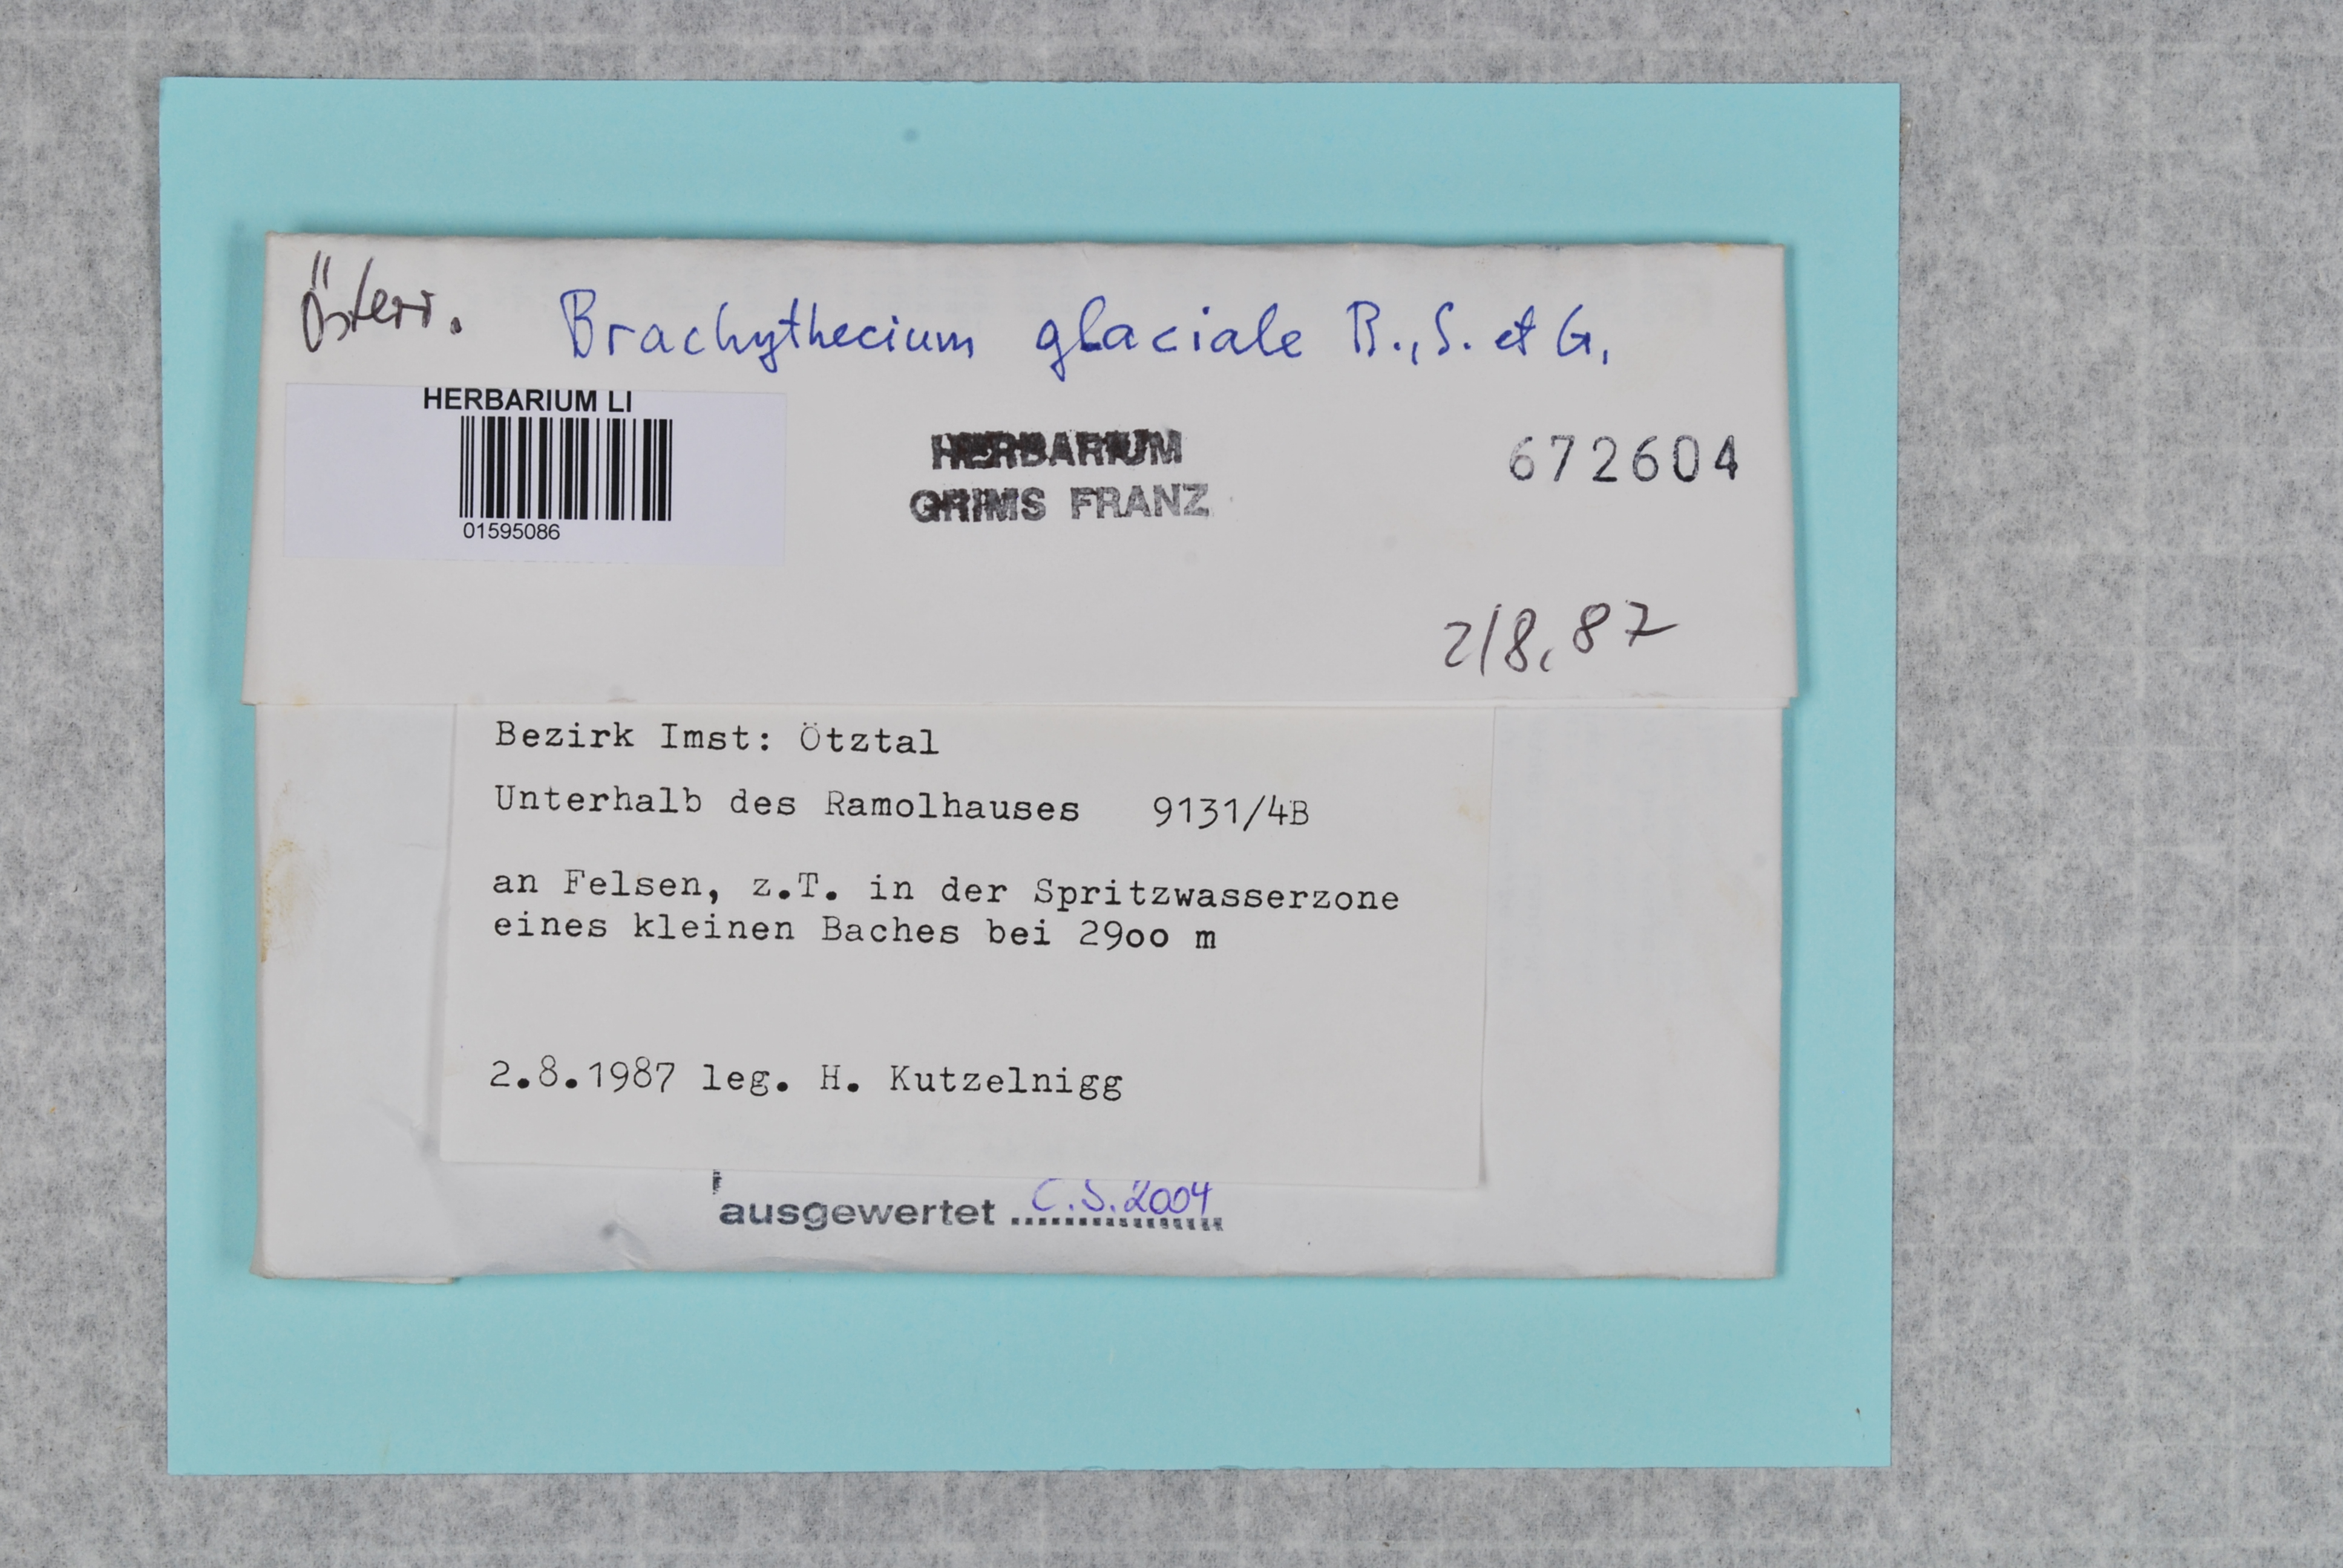 Österr. Brachythecium glaciale B., S. et G.
HERBARIUM LI
01595086
HERBARIUM
GRIMS FRANZ
672604
2/8.87
Bezirk Imst: Ötztal
Unterhalb des Ramolhauses 9131/4B
an Felsen, z.T. in der Spritzwasserzone
eines kleinen Baches bei 29oo m
2.8.1987 leg. H. Kutzelnigg
ausgewertet C.S.2004